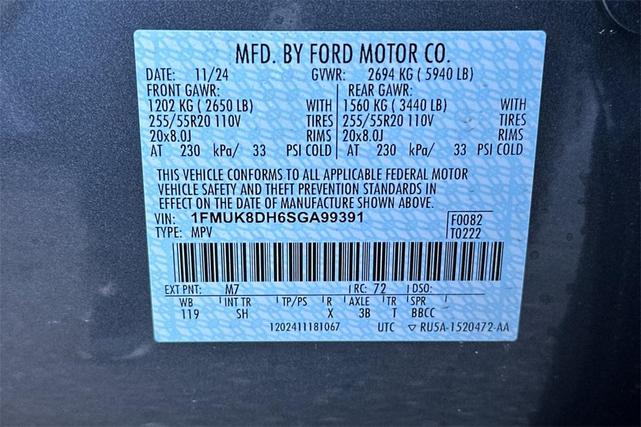 MFD. BY FORD MOTOR CO.
DATE: 11/24 GVWR: 2694 KG ( 5940 LB)
FRONT GAWR: REAR GAWR:
1202 KG ( 2650 LB) WITH 1560 KG ( 3440 LB) WITH
255/55R20 110V TIRES 255/55R20 110V TIRES
20x8.0J RIMS 20x8.0J RIMS
AT 230 kPa/ 33 PSI COLD AT 230 kPa/ 33 PSI COLD
THIS VEHICLE CONFORMS TO ALL APPLICABLE FEDERAL MOTOR
VEHICLE SAFETY AND THEFT PREVENTION STANDARDS IN
EFFECT ON THE DATE OF MANUFACTURE SHOWN ABOVE.
VIN: 1FMUK8DH6SGA99391 F0082
TYPE: MPV T0222
EXT PNT: M7 RC: 72 DSO:
WB INT TR TP/PS R AXLE TR SPR
119 SH X 3B T BBCC
1202411181067 UTC ▽ RU5A-1520472-AA